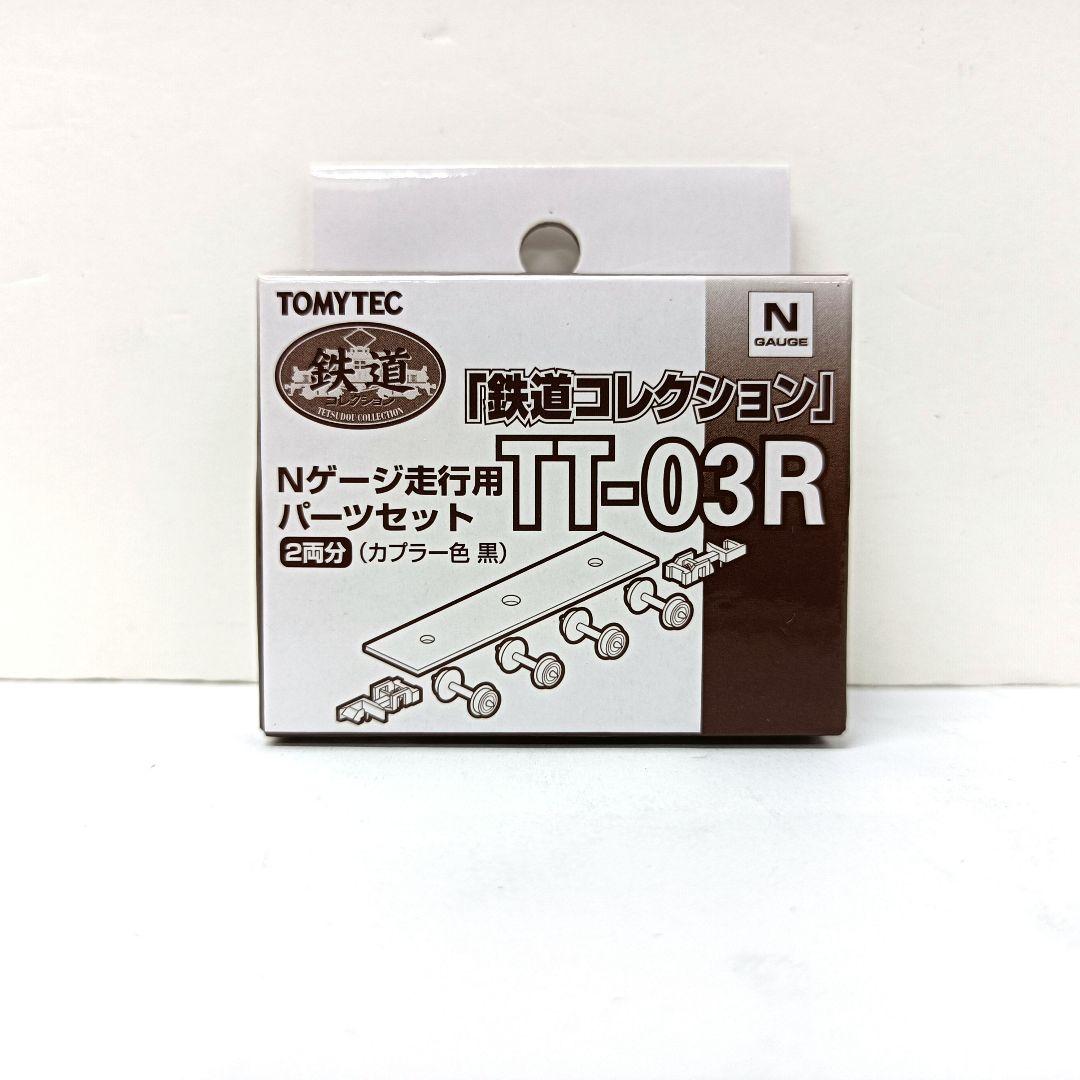 TOMYTEC
鉄道
コレクション
TETSUDOU COLLECTION
N
GAUGE
「鉄道コレクション」
Nゲージ走行用
パーツセット
TT-03R
2両分 (カプラー色 黒)